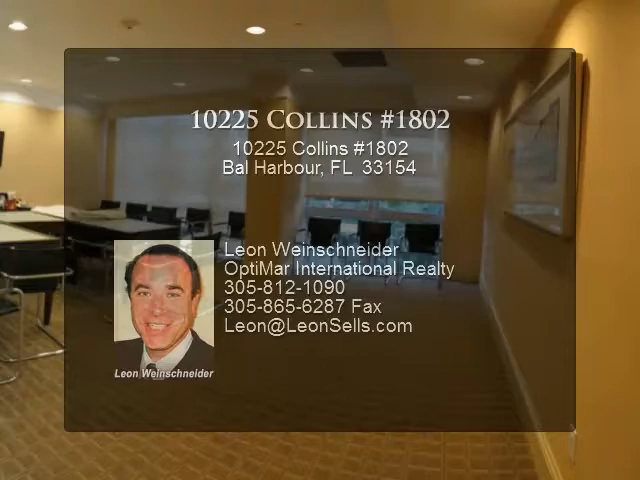 10225 Collins #1802
10225 Collins #1802
Bal Harbour, FL  33154
Leon Weinschneider
OptiMar International Realty
305-812-1090
305-865-6287 Fax
Leon@LeonSells.com
Leon Weinschneider